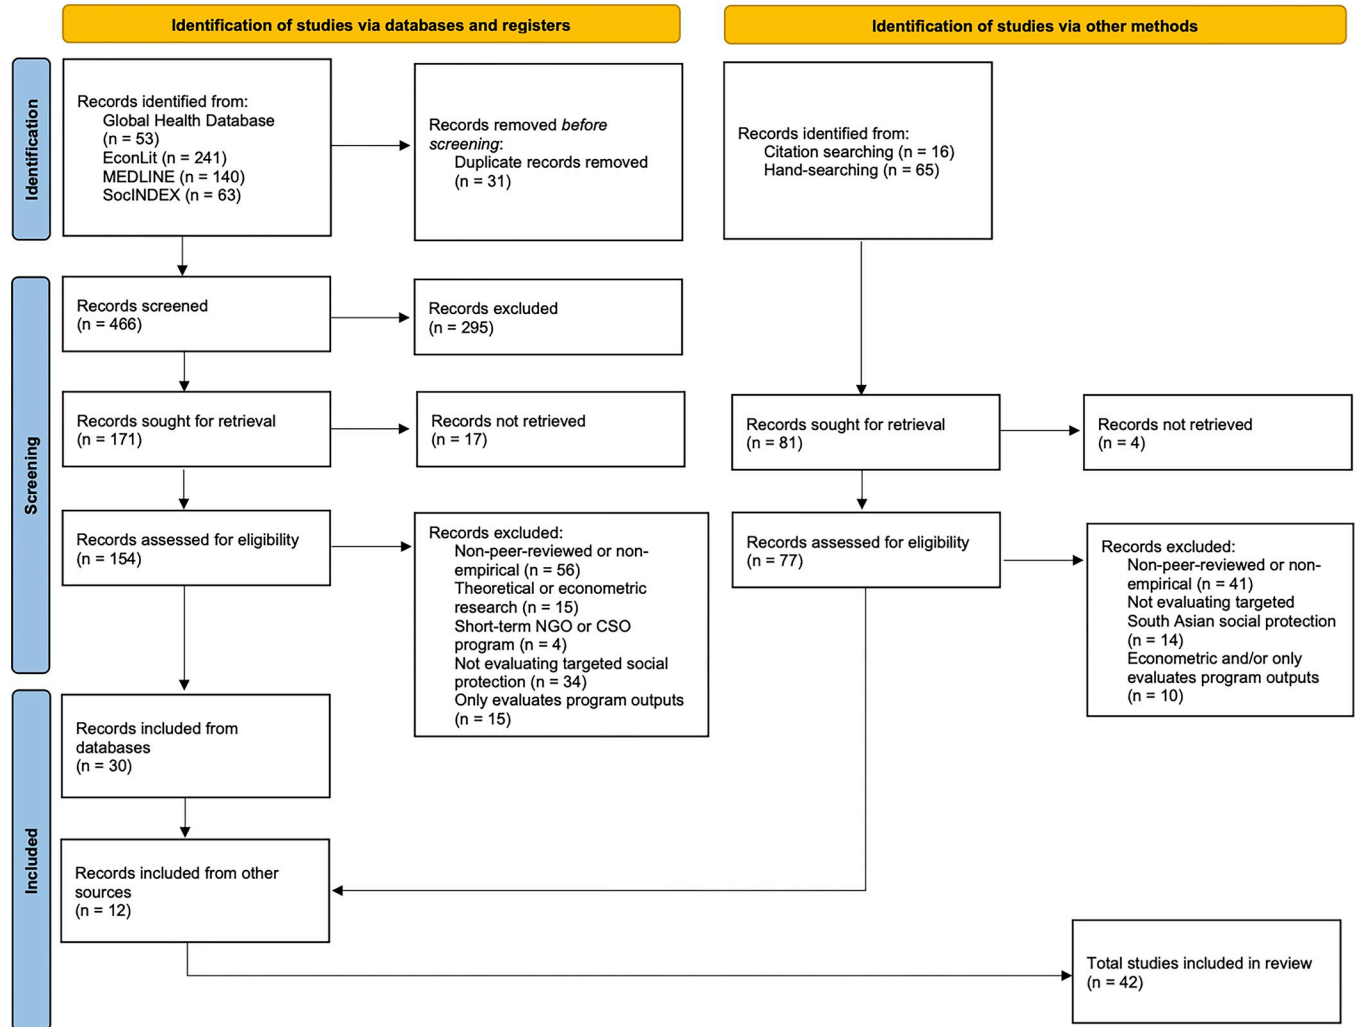 Identification of studies via databases and registers
Identification of studies via other methods
Identification
Records identified from:
Global Health Database
(n = 53)
EconLit (n = 241)
MEDLINE (n = 140)
SocINDEX (n = 63)
Records removed before
screening:
Duplicate records removed
(n = 31)
Records identified from:
Citation searching (n = 16)
Hand-searching (n = 65)
Screening
Records screened
(n = 466)
Records excluded
(n = 295)
Records sought for retrieval
(n = 171)
Records not retrieved
(n = 17)
Records sought for retrieval
(n = 81)
Records not retrieved
(n = 4)
Records assessed for eligibility
(n = 154)
Records excluded:
Non-peer-reviewed or non-
empirical (n = 56)
Theoretical or econometric
research (n = 15)
Short-term NGO or CSO
program (n = 4)
Not evaluating targeted social
protection (n = 34)
Only evaluates program outputs
(n = 15)
Records assessed for eligibility
(n = 77)
Records excluded:
Non-peer-reviewed or non-
empirical (n = 41)
Not evaluating targeted
South Asian social protection
(n = 14)
Econometric and/or only
evaluates program outputs
(n = 10)
Included
Records included from
databases
(n = 30)
Records included from other
sources
(n = 12)
Total studies included in review
(n = 42)